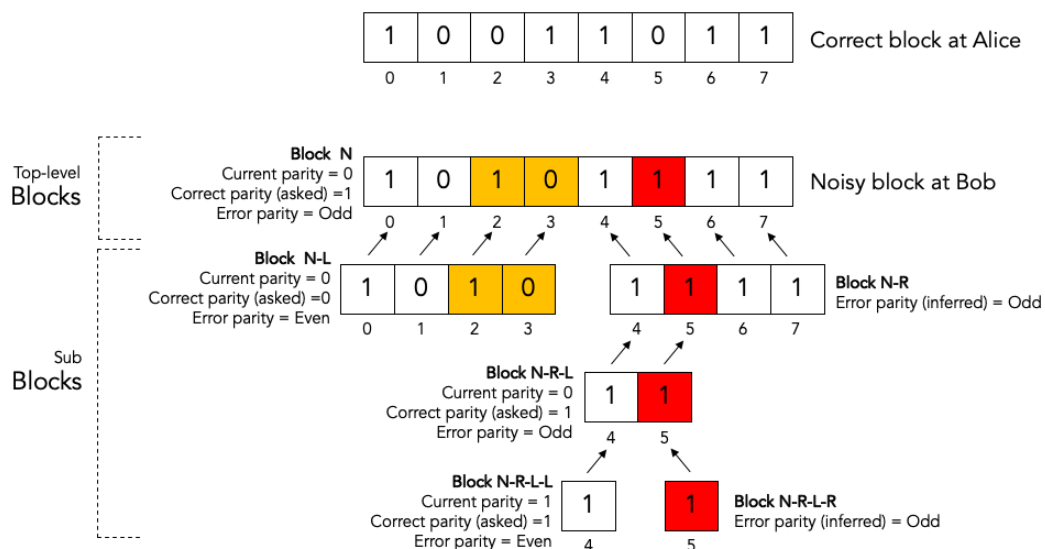 1 0 0 1 1 0 1 1
Correct block at Alice
0 1 2 3 4 5 6 7
Top-level
Blocks
Block N
Current parity = 0
Correct parity (asked) =1
Error parity = Odd
1 0 1 0 1 1 1 1
Noisy block at Bob
0 1 2 3 4 5 6 7
Sub
Blocks
Block N-L
Current parity = 0
Correct parity (asked) =0
Error parity = Even
1 0 1 0
0 1 2 3
1 1 1 1
4 5 6 7
Block N-R
Error parity (inferred) = Odd
Block N-R-L
Current parity = 0
Correct parity (asked) = 1
Error parity = Odd
1 1
4 5
Block N-R-L-L
Current parity = 1
Correct parity (asked) =1
Error parity = Even
1
4
1
5
Block N-R-L-R
Error parity (inferred) = Odd